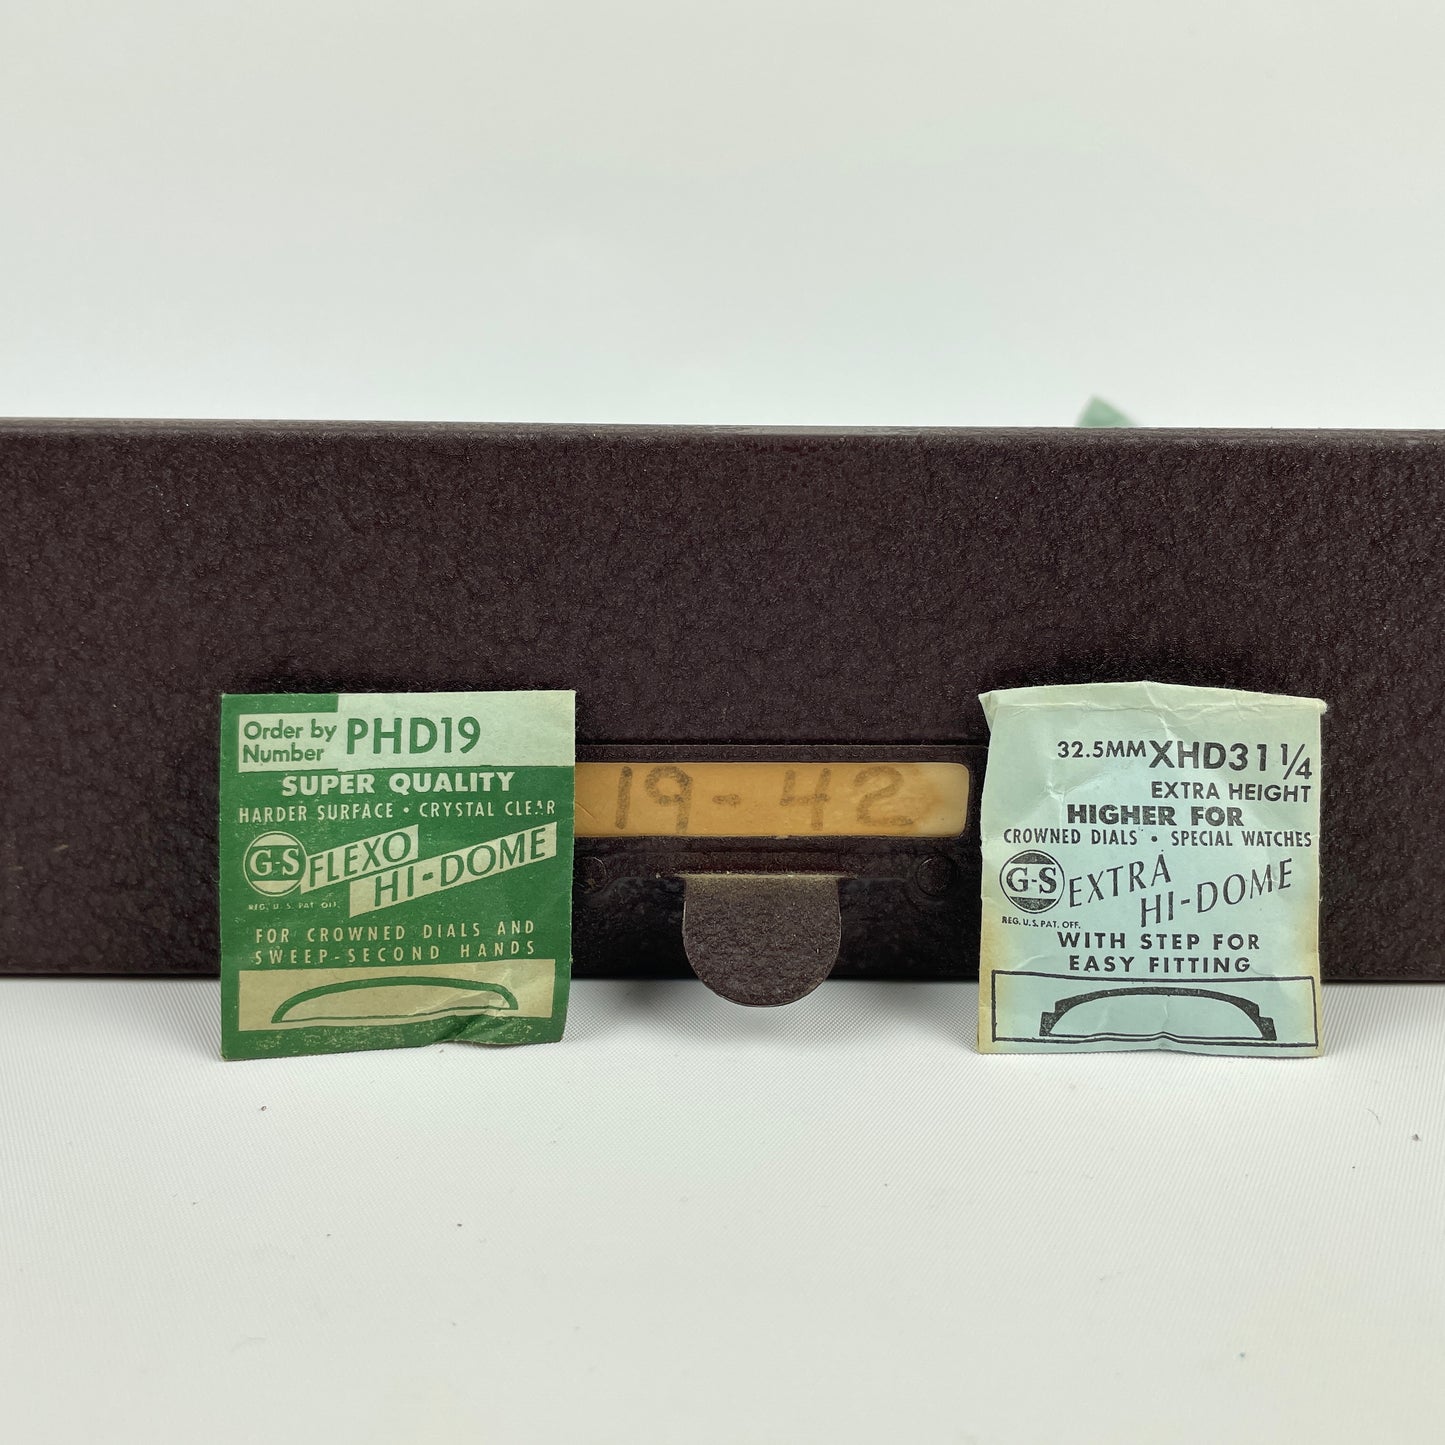 Order by
Number PHD19
SUPER QUALITY
HARDER SURFACE • CRYSTAL CLEAR
G-S FLEXO
HI-DOME
REG. U.S. PAT. OFF.
FOR CROWNED DIALS AND
SWEEP-SECOND HANDS
19-42
32.5MM XHD31 1/4
EXTRA HEIGHT
HIGHER FOR
CROWNED DIALS • SPECIAL WATCHES
G-S EXTRA
HI-DOME
REG. U.S. PAT. OFF.
WITH STEP FOR
EASY FITTING